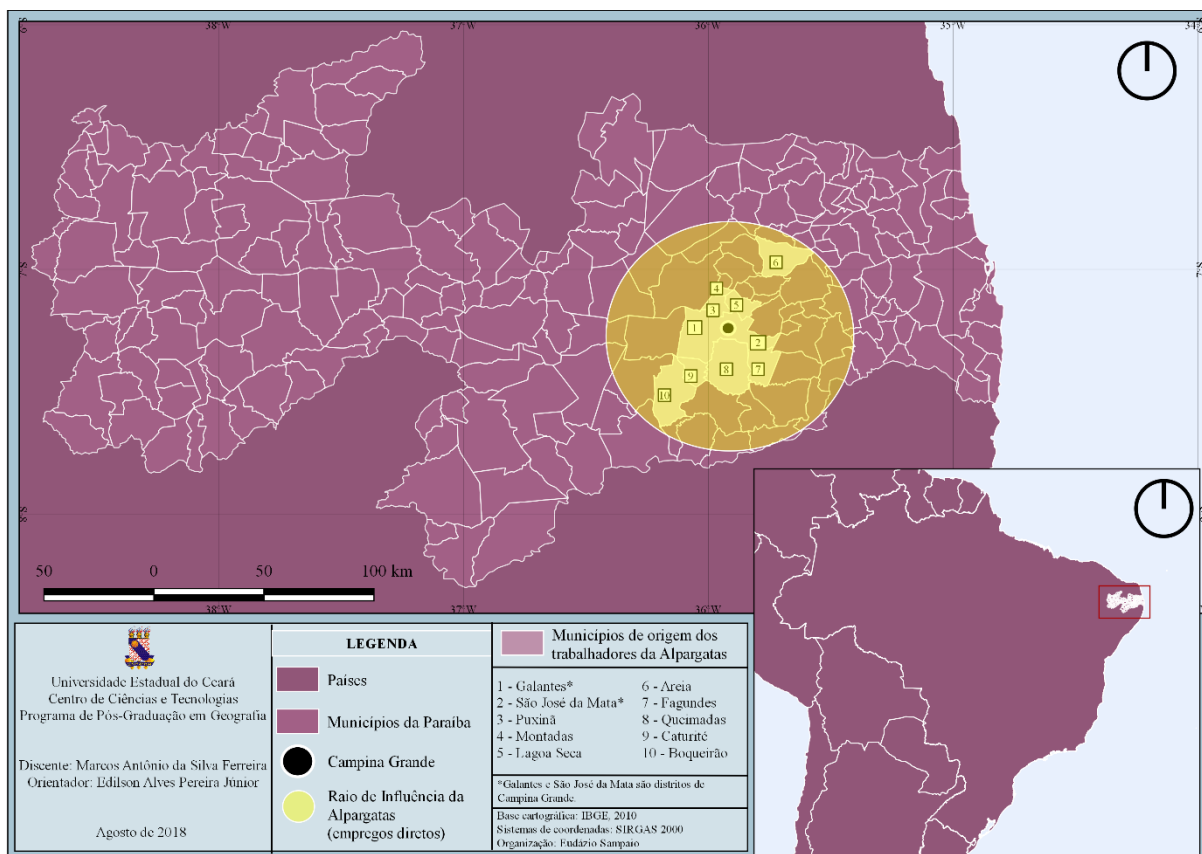 38°W
37°W
36°W
35°W
6
4
5
3
1
2
9
8
7
10
50
0
50
100 km
38°W
37°W
36°W
Universidade Estadual do Ceará
Centro de Ciências e Tecnologias
Programa de Pós-Graduação em Geografia
Discente: Marcos Antônio da Silva Ferreira
Orientador: Edilson Alves Pereira Júnior
Agosto de 2018
LEGENDA
Países
Municípios da Paraíba
Campina Grande
Raio de Influência da
Alpargatas
(empregos diretos)
Municípios de origem dos
trabalhadores da Alpargatas
1 - Galantes*
2 - São José da Mata*
3 - Puxinã
4 - Montadas
5 - Lagoa Seca
6 - Areia
7 - Fagundes
8 - Queimadas
9 - Caturité
10 - Boqueirão
*Galantes e São José da Mata são distritos de
Campina Grande.
Base cartográfica: IBGE, 2010
Sistemas de coordenadas: SIRGAS 2000
Organização: Eudázio Sampaio